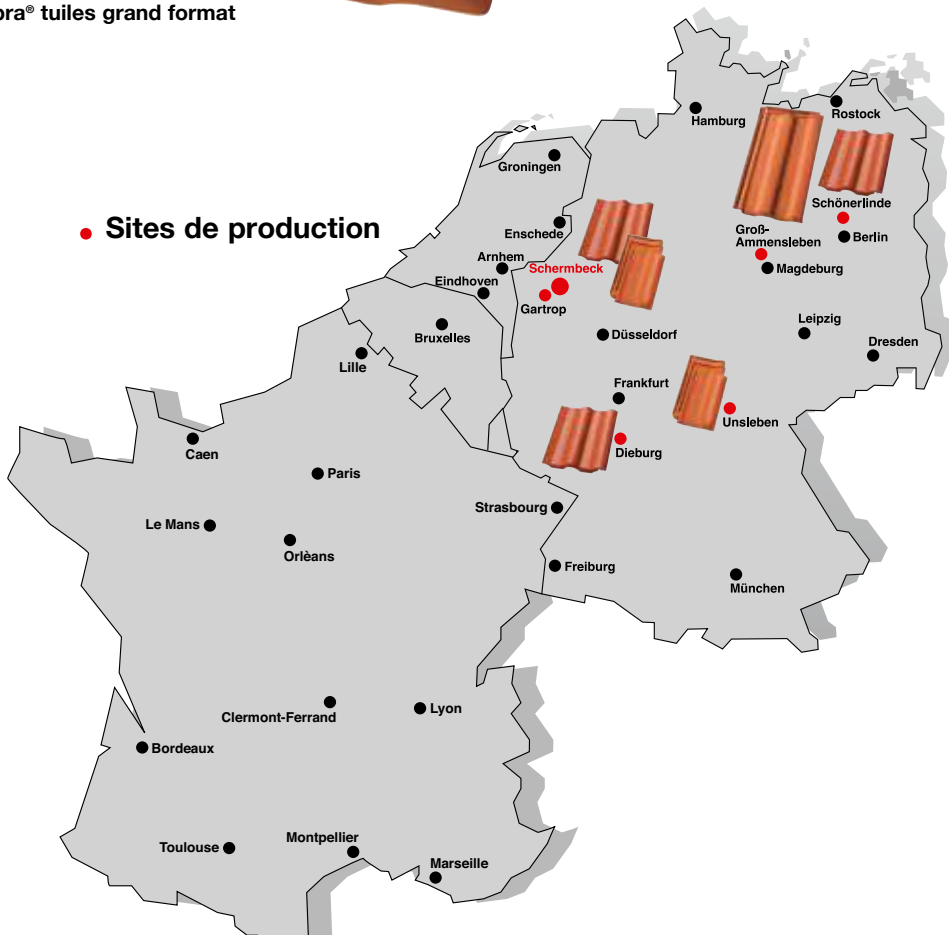 tuiles grand format
Hamburg
Rostock
Groningen
Schönerlinde
Sites de production
Enschede
Groß-
Ammensleben
Berlin
Arnhem
Schermbeck
Magdeburg
Eindhoven
Gartrop
Bruxelles
Düsseldorf
Leipzig
Dresden
Lille
Frankfurt
Unsleben
Caen
Dieburg
Paris
Strasbourg
Le Mans
Orlèans
Freiburg
München
Clermont-Ferrand
Lyon
Bordeaux
Toulouse
Montpellier
Marseille